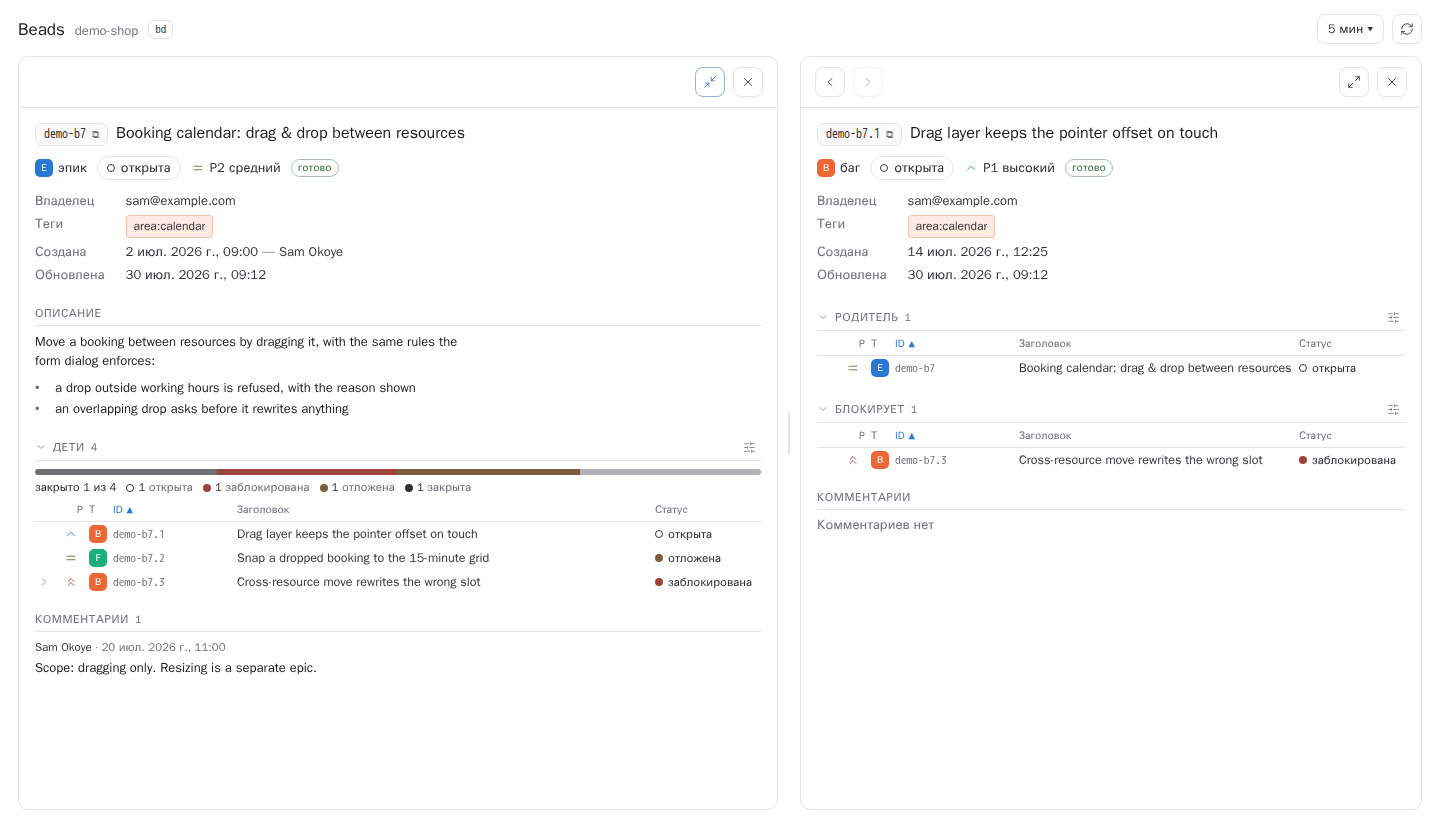 Beads demo-shop bd
5 мин ▾
demo-b7 Booking calendar: drag & drop between resources
E эпик открыта P2 средний готово
Владелец sam@example.com
Теги area:calendar
Создана 2 июл. 2026 г., 09:00 — Sam Okoye
Обновлена 30 июл. 2026 г., 09:12
ОПИСАНИЕ
Move a booking between resources by dragging it, with the same rules the
form dialog enforces:
• a drop outside working hours is refused, with the reason shown
• an overlapping drop asks before it rewrites anything
ДЕТИ 4
закрыто 1 из 4 1 открыта 1 заблокирована 1 отложена 1 закрыта
P T ID ▲ Заголовок Статус
B demo-b7.1 Drag layer keeps the pointer offset on touch открыта
F demo-b7.2 Snap a dropped booking to the 15-minute grid отложена
B demo-b7.3 Cross-resource move rewrites the wrong slot заблокирована
КОММЕНТАРИИ 1
Sam Okoye · 20 июл. 2026 г., 11:00
Scope: dragging only. Resizing is a separate epic.
demo-b7.1 Drag layer keeps the pointer offset on touch
B баг открыта P1 высокий готово
Владелец sam@example.com
Теги area:calendar
Создана 14 июл. 2026 г., 12:25
Обновлена 30 июл. 2026 г., 09:12
РОДИТЕЛЬ 1
P T ID ▲ Заголовок Статус
E demo-b7 Booking calendar: drag & drop between resources открыта
БЛОКИРУЕТ 1
P T ID ▲ Заголовок Статус
B demo-b7.3 Cross-resource move rewrites the wrong slot заблокирована
КОММЕНТАРИИ
Комментариев нет